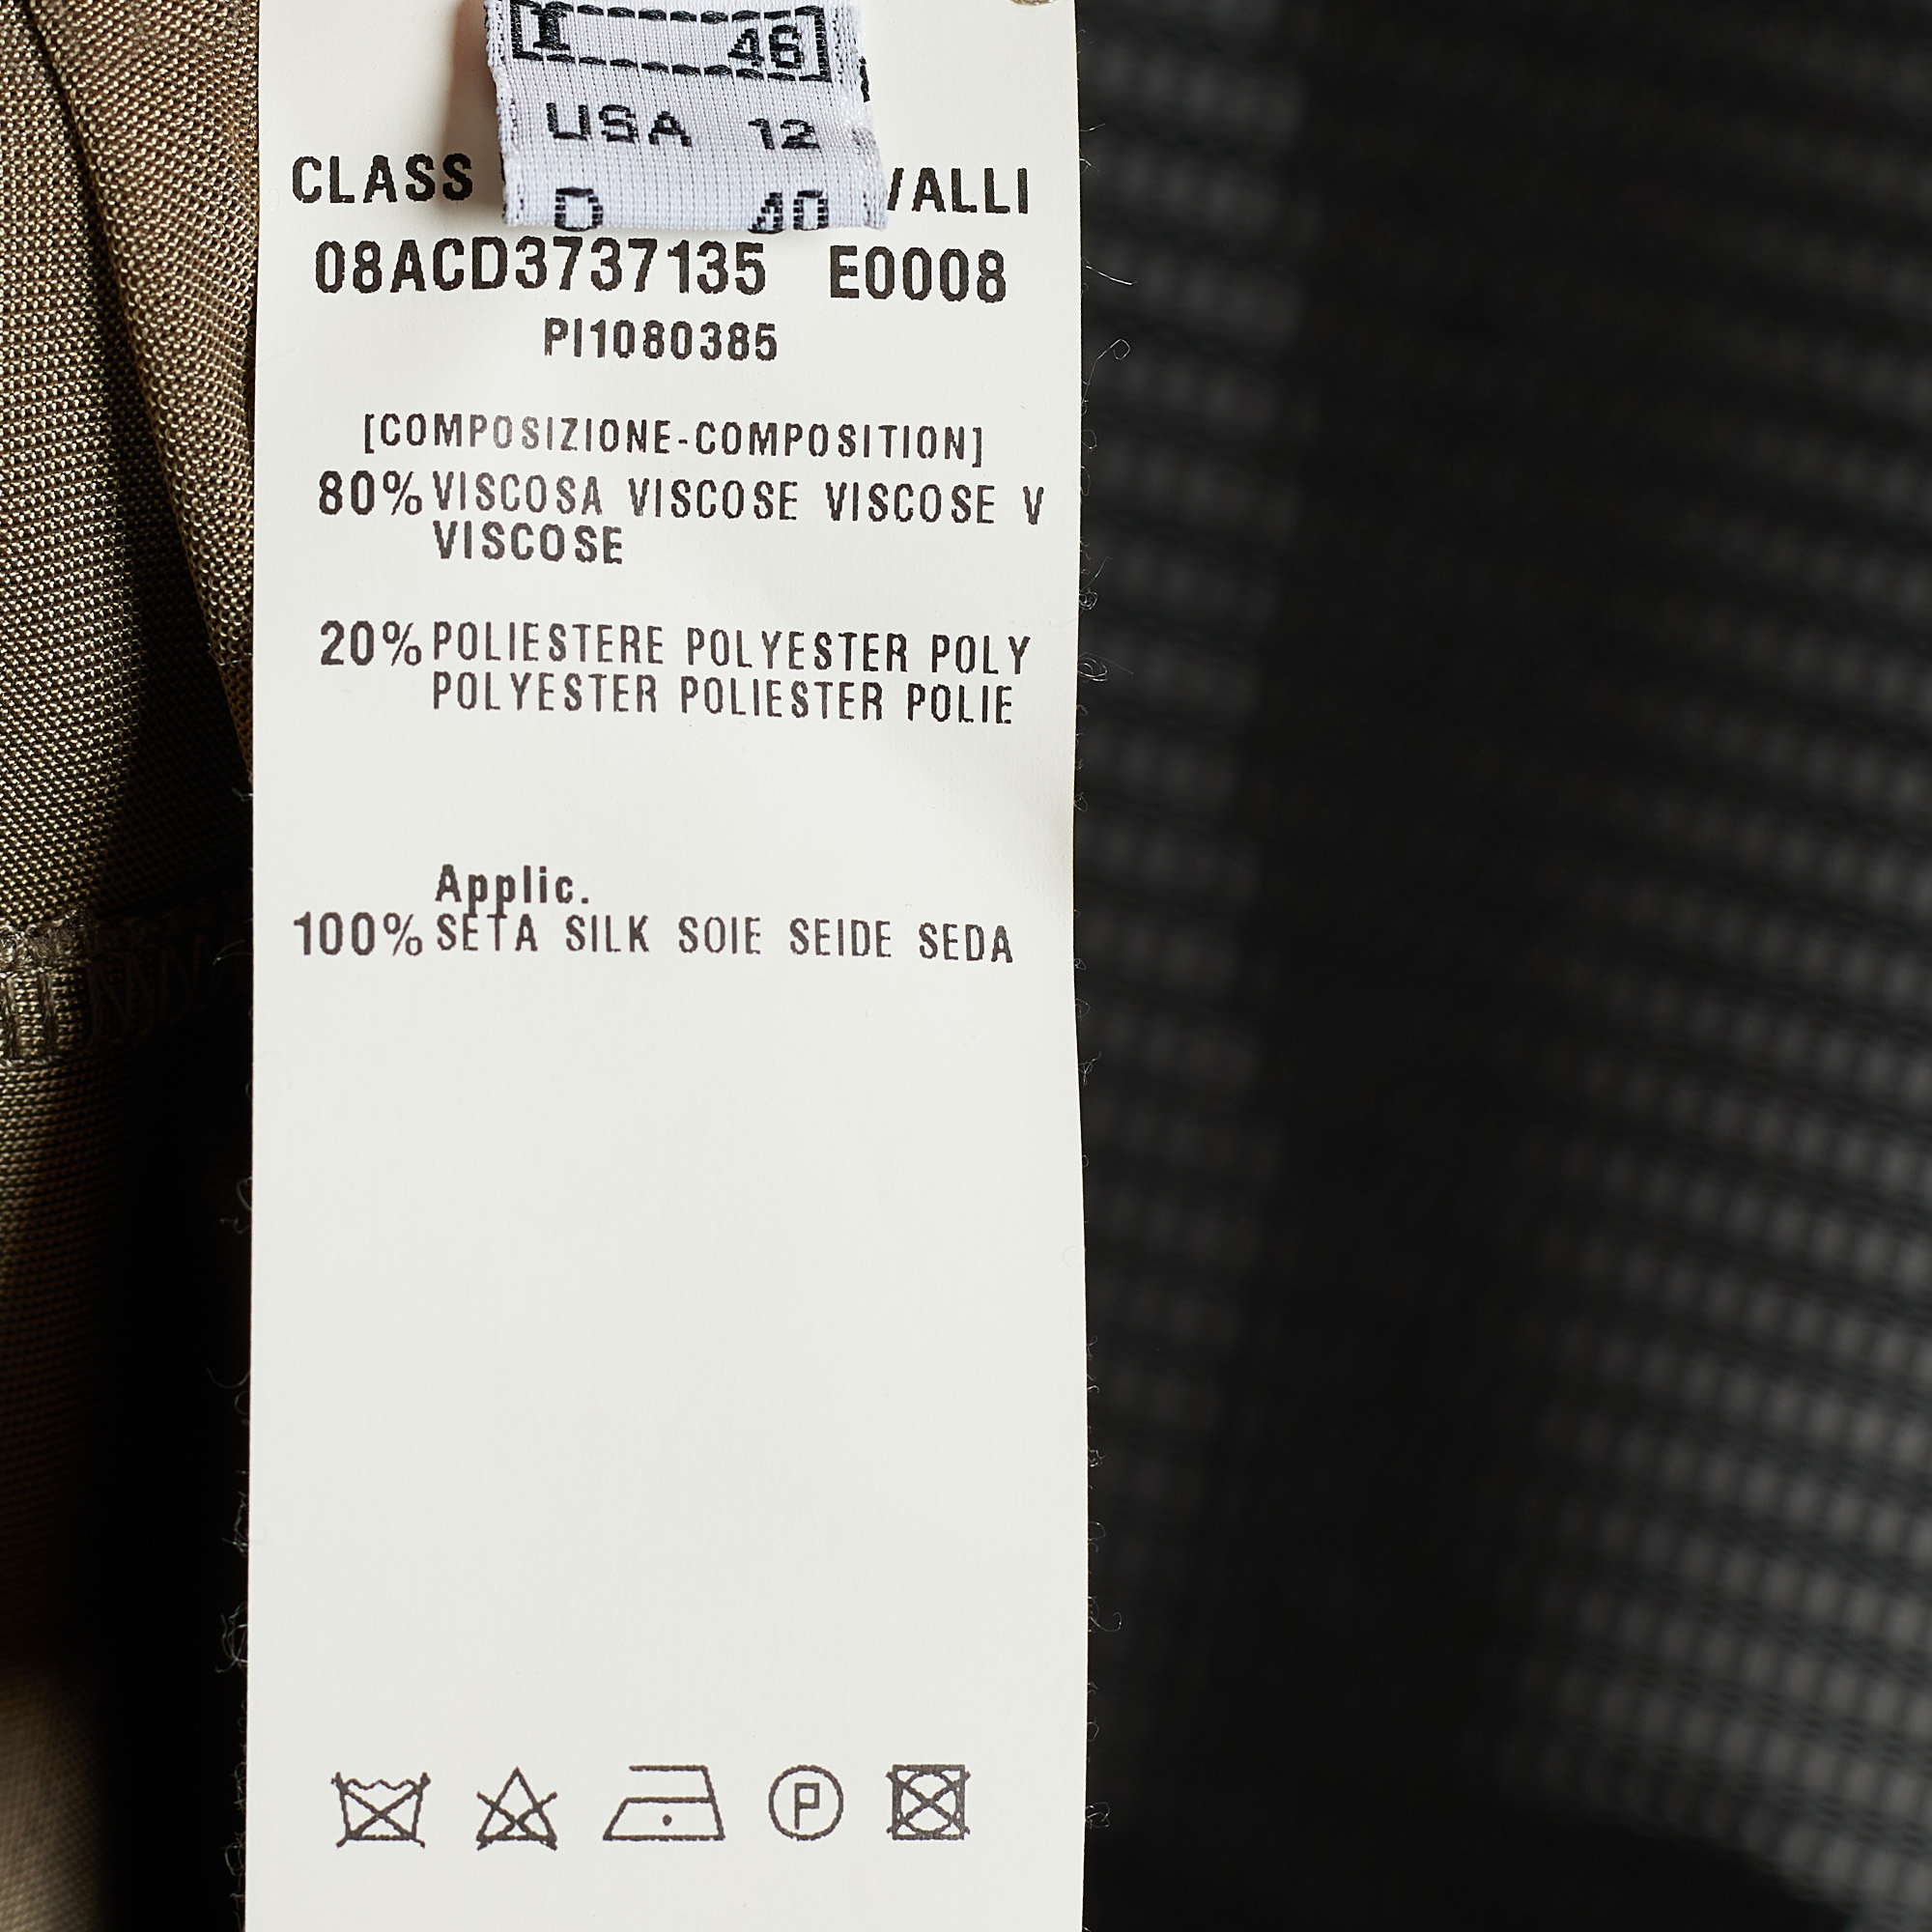 I 46
USA 12
D 40
CLASS VALLI
08ACD3737135 E0008
PI1080385
[COMPOSIZIONE-COMPOSITION]
80% VISCOSA VISCOSE VISCOSE V
VISCOSE
20% POLIESTERE POLYESTER POLY
POLYESTER POLIESTER POLIE
Applic.
100% SETA SILK SOIE SEIDE SEDA
P